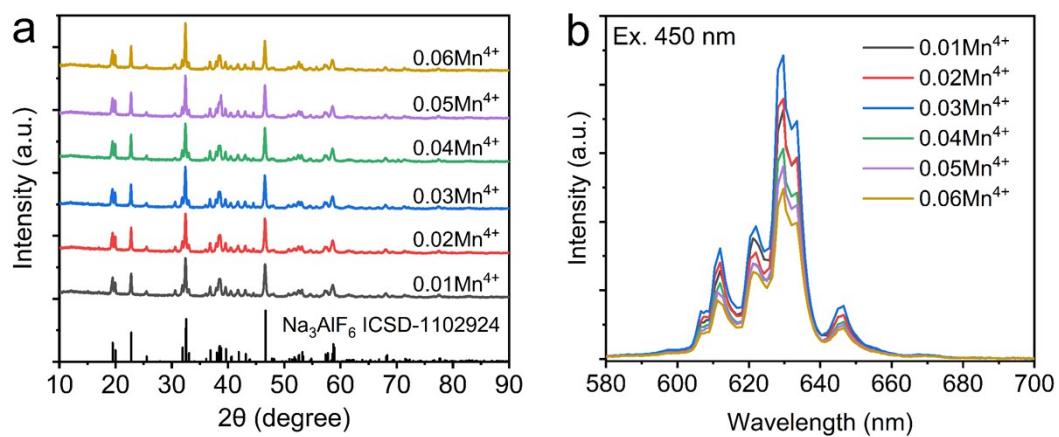 a
Intensity (a.u.)
0.06Mn⁴⁺
0.05Mn⁴⁺
0.04Mn⁴⁺
0.03Mn⁴⁺
0.02Mn⁴⁺
0.01Mn⁴⁺
Na₃AlF₆ ICSD-1102924
10 20 30 40 50 60 70 80 90
2θ (degree)
b
Ex. 450 nm
0.01Mn⁴⁺
0.02Mn⁴⁺
0.03Mn⁴⁺
0.04Mn⁴⁺
0.05Mn⁴⁺
0.06Mn⁴⁺
Intensity (a.u.)
580 600 620 640 660 680 700
Wavelength (nm)